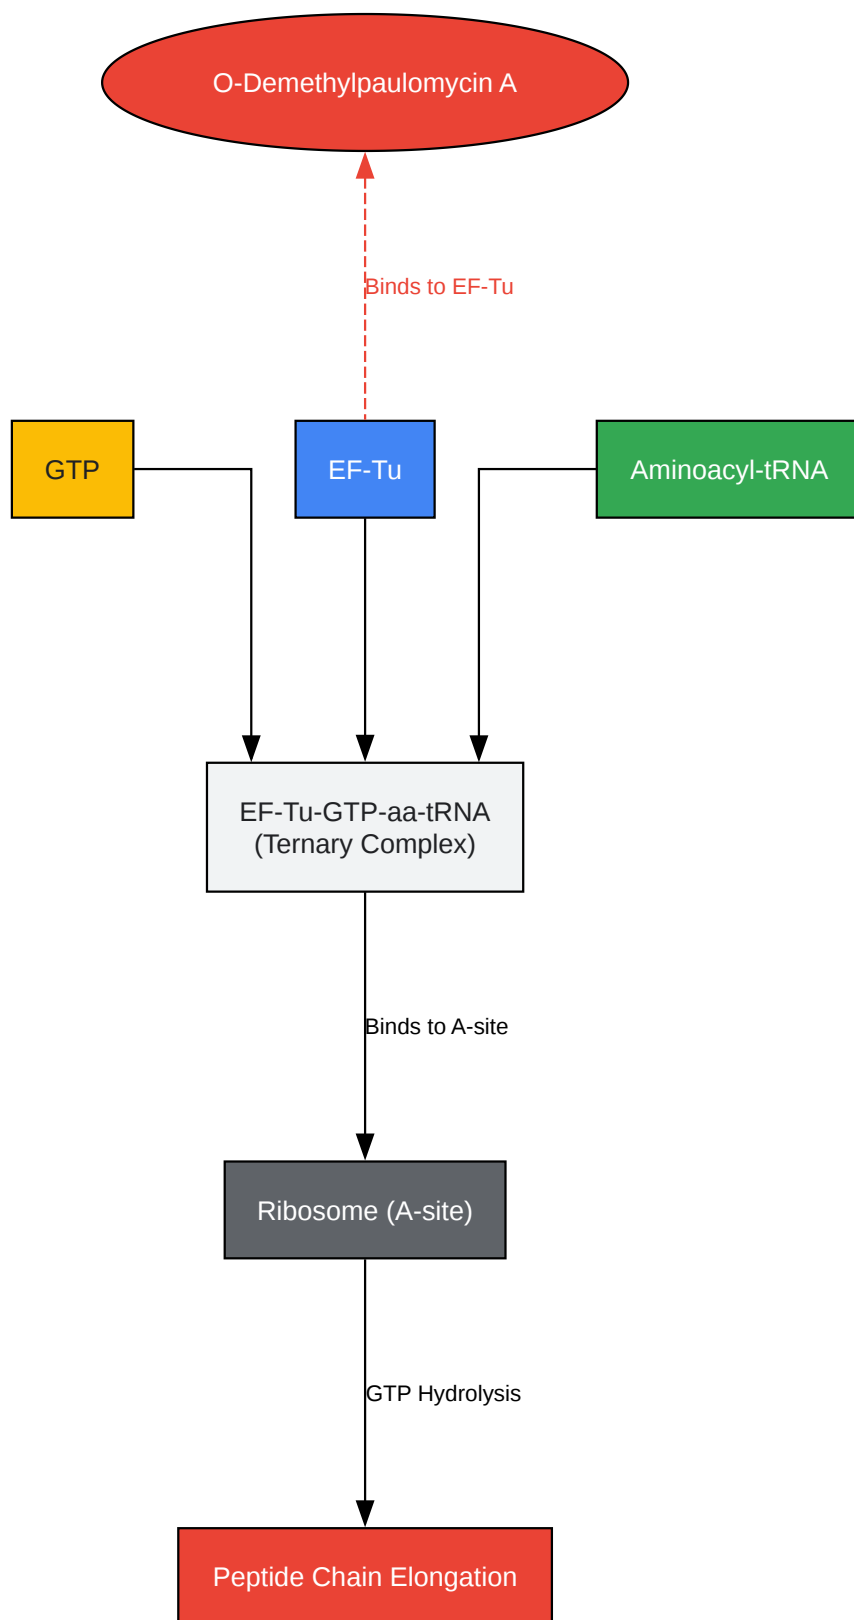 O-Demethylpaulomycin A
Binds to EF-Tu
GTP
EF-Tu
Aminoacyl-tRNA
EF-Tu-GTP-aa-tRNA
(Ternary Complex)
Binds to A-site
Ribosome (A-site)
GTP Hydrolysis
Peptide Chain Elongation